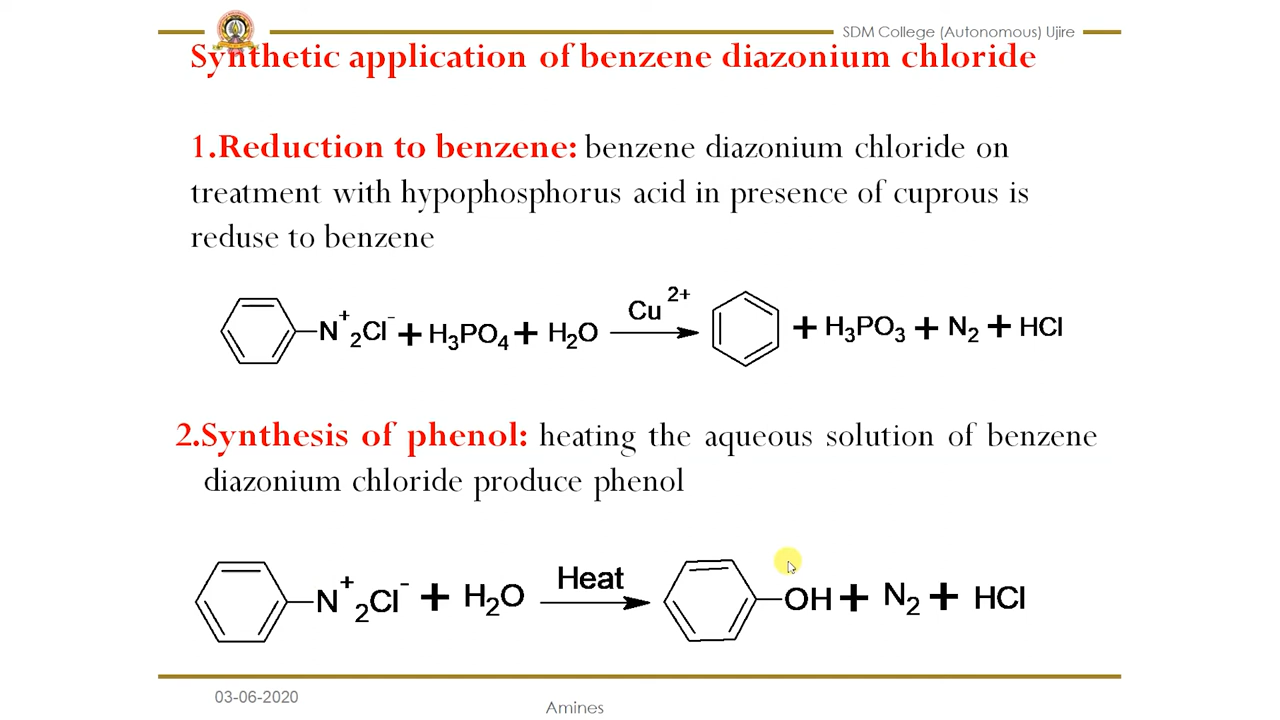 SDM College (Autonomous) Ujire
Synthetic application of benzene diazonium chloride
1.Reduction to benzene: benzene diazonium chloride on
treatment with hypophosphorus acid in presence of cuprous is
reduse to benzene
N⁺₂Cl⁻ + H₃PO₄ + H₂O Cu²⁺ + H₃PO₃ + N₂ + HCl
2.Synthesis of phenol: heating the aqueous solution of benzene
diazonium chloride produce phenol
N⁺₂Cl⁻ + H₂O Heat OH + N₂ + HCl
03-06-2020
Amines